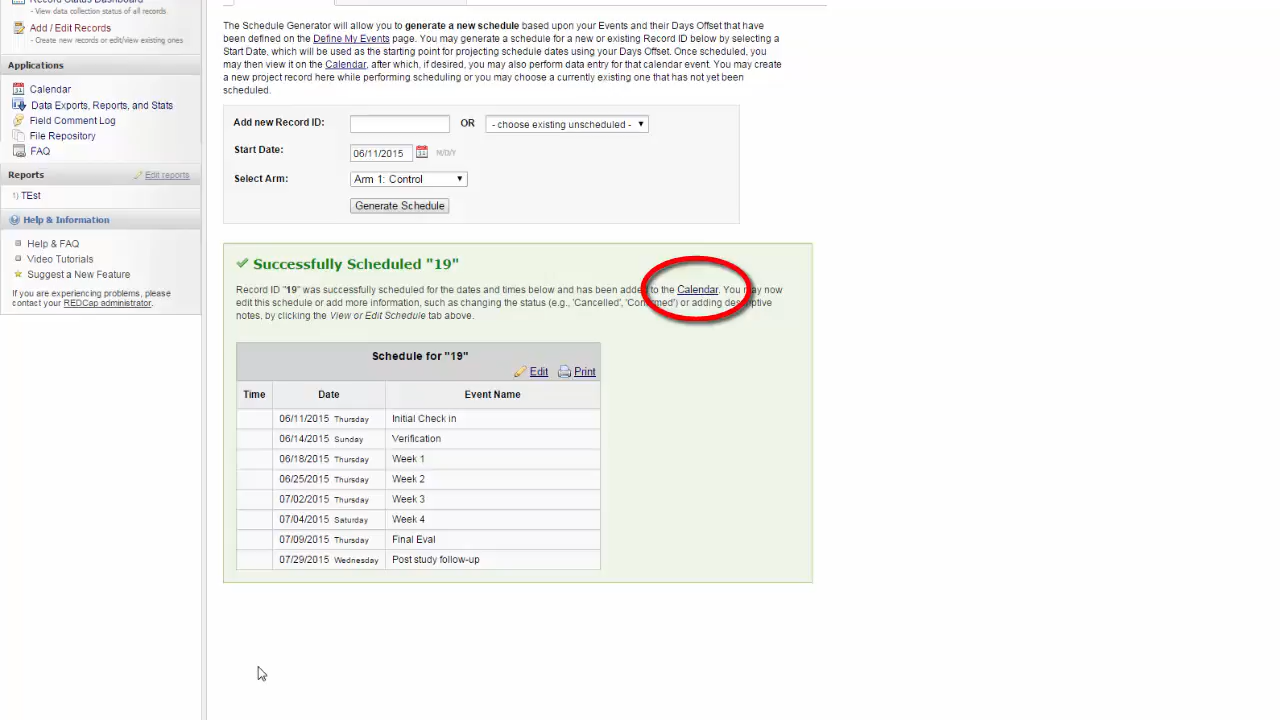 Record Status Dashboard
- View data collection status of all records
Add / Edit Records
- Create new records or edit/view existing ones
Applications
Calendar
Data Exports, Reports, and Stats
Field Comment Log
File Repository
FAQ
Reports
Edit reports
1) TEst
Help & Information
Help & FAQ
Video Tutorials
Suggest a New Feature
If you are experiencing problems, please
contact your REDCap administrator.
The Schedule Generator will allow you to generate a new schedule based upon your Events and their Days Offset that have
been defined on the Define My Events page. You may generate a schedule for a new or existing Record ID below by selecting a
Start Date, which will be used as the starting point for projecting schedule dates using your Days Offset. Once scheduled, you
may then view it on the Calendar, after which, if desired, you may also perform data entry for that calendar event. You may create
a new project record here while performing scheduling or you may choose a currently existing one that has not yet been
scheduled.
Add new Record ID: OR - choose existing unscheduled -
Start Date: 06/11/2015 31 M/D/Y
Select Arm: Arm 1: Control
Generate Schedule
Successfully Scheduled "19"
Record ID "19" was successfully scheduled for the dates and times below and has been added to the Calendar. You may now
edit this schedule or add more information, such as changing the status (e.g., 'Cancelled', 'Confirmed') or adding descriptive
notes, by clicking the View or Edit Schedule tab above.
Schedule for "19"
Edit Print
Time Date Event Name
06/11/2015 Thursday Initial Check in
06/14/2015 Sunday Verification
06/18/2015 Thursday Week 1
06/25/2015 Thursday Week 2
07/02/2015 Thursday Week 3
07/04/2015 Saturday Week 4
07/09/2015 Thursday Final Eval
07/29/2015 Wednesday Post study follow-up